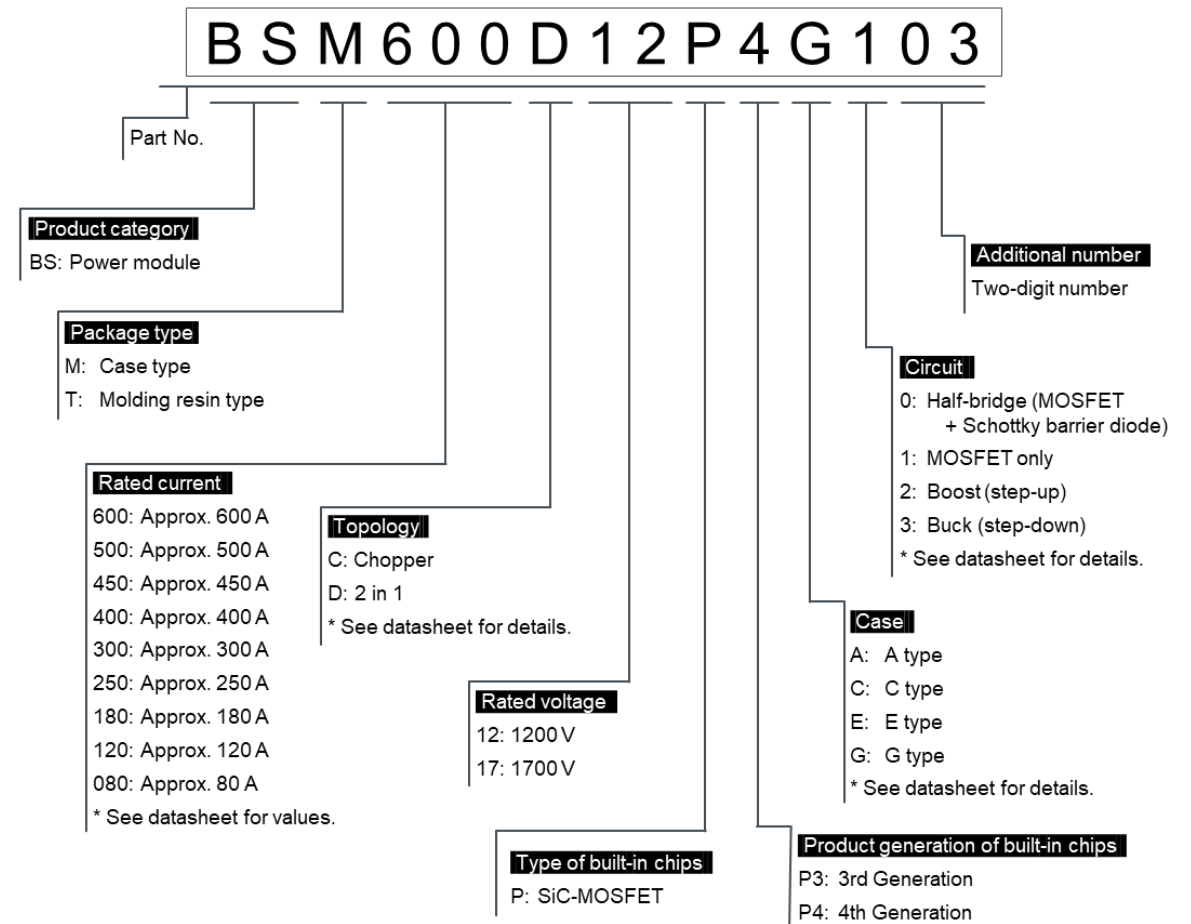 BSM600D12P4G103
Part No.
Product category
BS: Power module
Package type
M: Case type
T: Molding resin type
Rated current
600: Approx. 600 A
500: Approx. 500 A
450: Approx. 450 A
400: Approx. 400 A
300: Approx. 300 A
250: Approx. 250 A
180: Approx. 180 A
120: Approx. 120 A
080: Approx. 80 A
* See datasheet for values.
Topology
C: Chopper
D: 2 in 1
* See datasheet for details.
Rated voltage
12: 1200 V
17: 1700 V
Type of built-in chips
P: SiC-MOSFET
Product generation of built-in chips
P3: 3rd Generation
P4: 4th Generation
Case
A: A type
C: C type
E: E type
G: G type
* See datasheet for details.
Circuit
0: Half-bridge (MOSFET
+ Schottky barrier diode)
1: MOSFET only
2: Boost (step-up)
3: Buck (step-down)
* See datasheet for details.
Additional number
Two-digit number